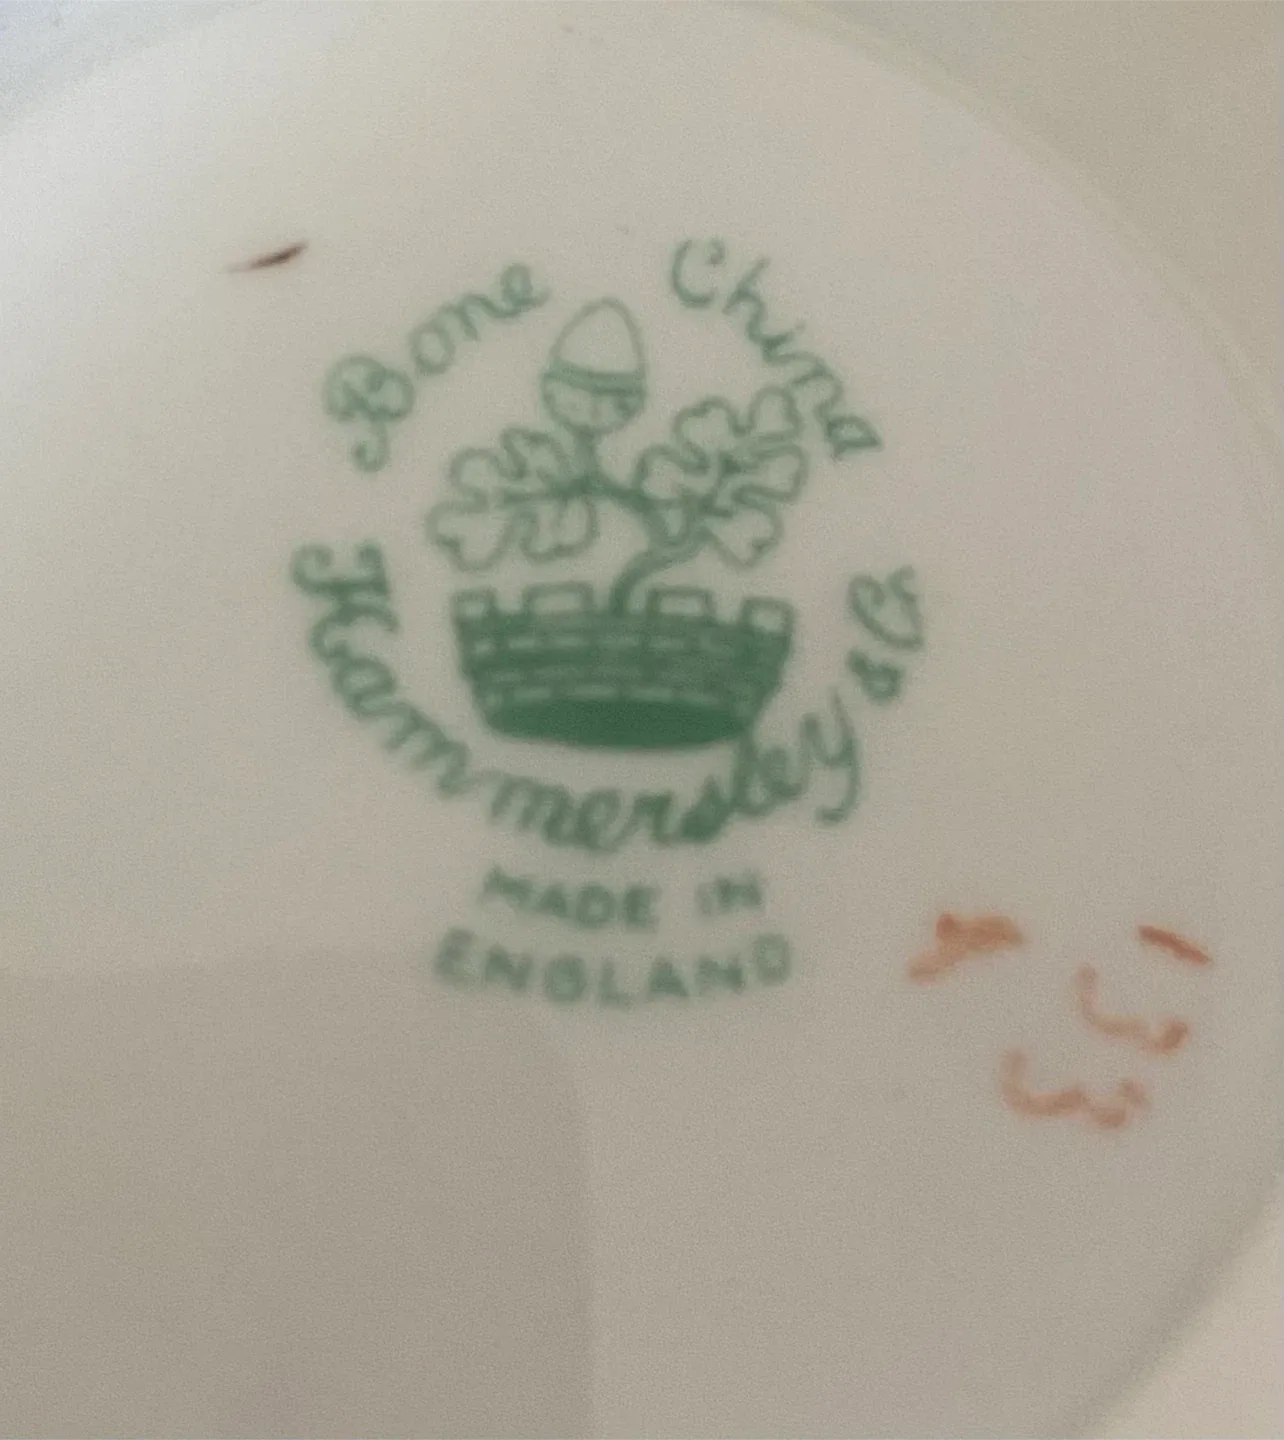 Bone China
Hammersley & Co
MADE IN
ENGLAND